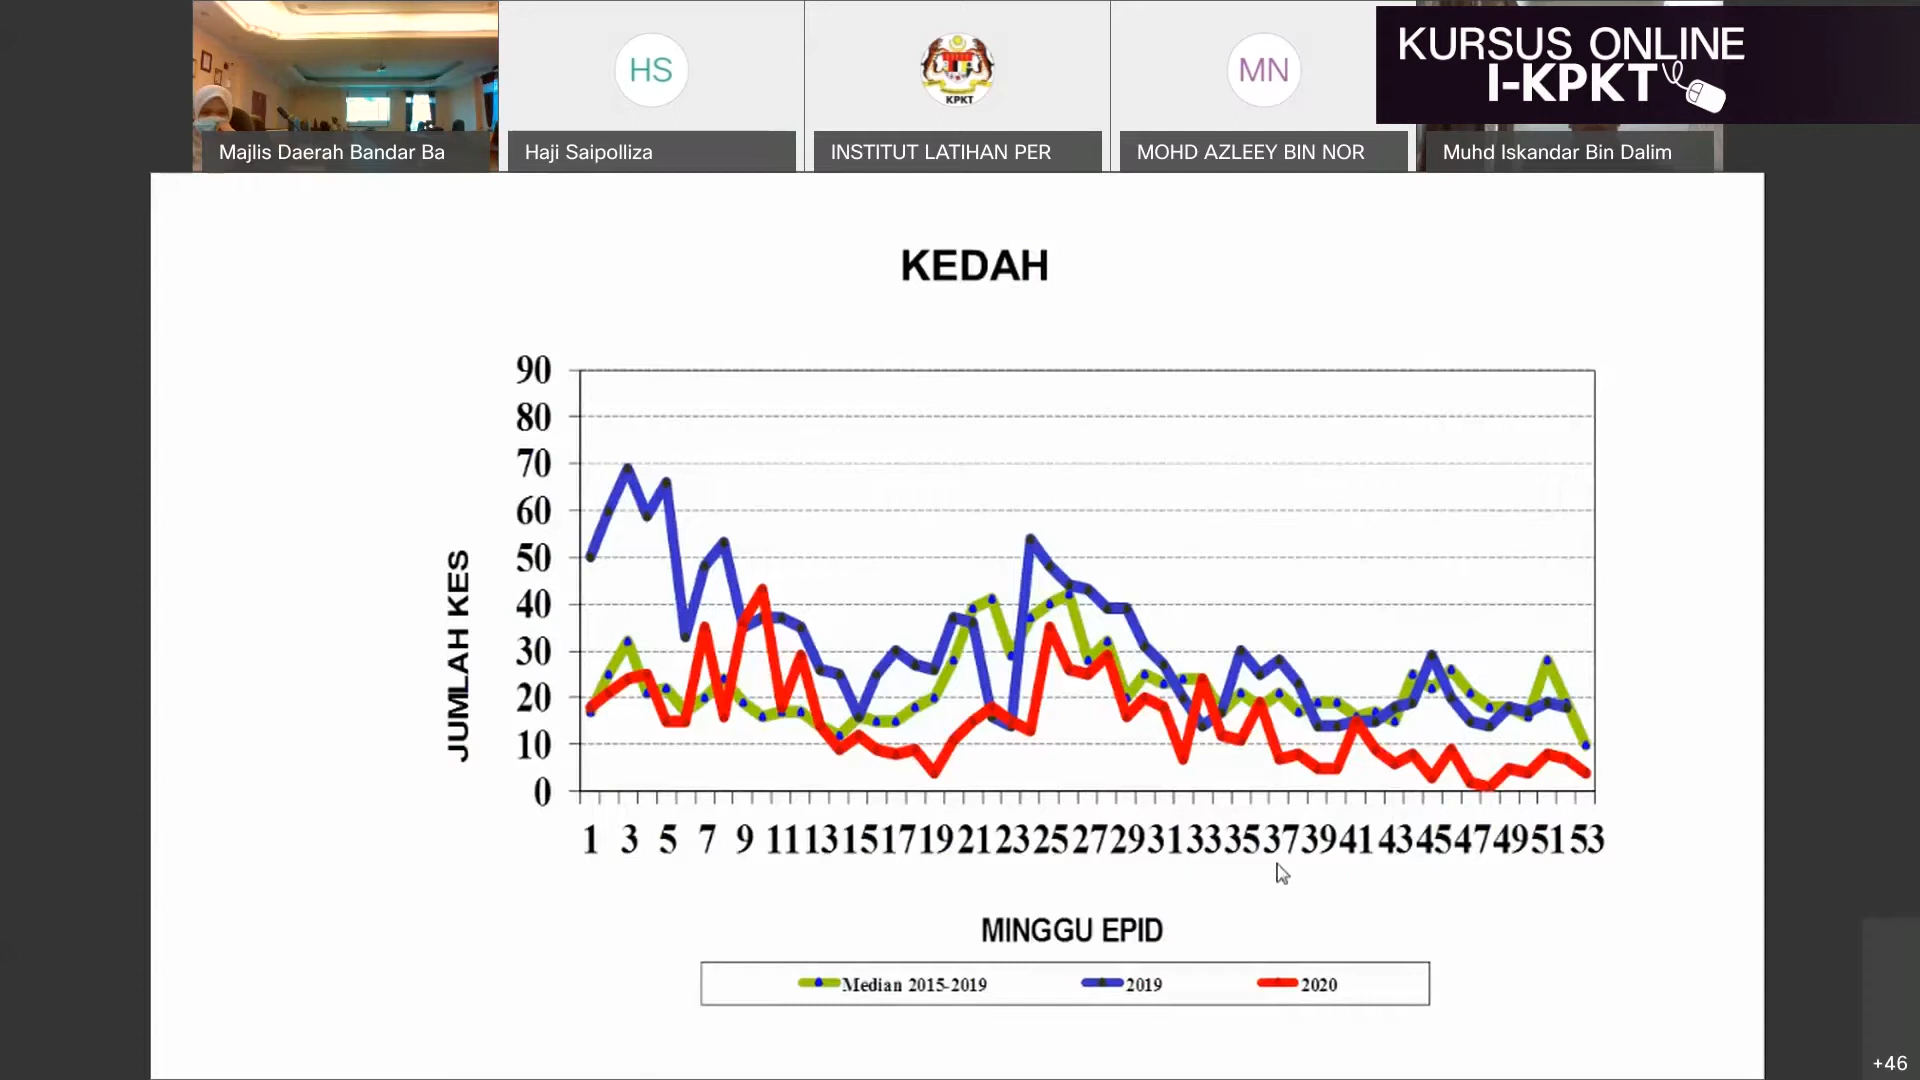 KURSUS ONLINE
I-KPKT
HS
KPKT
MN
Majlis Daerah Bandar Ba
Haji Saipolliza
INSTITUT LATIHAN PER
MOHD AZLEEY BIN NOR
Muhd Iskandar Bin Dalim
KEDAH
90
80
70
60
50
40
30
20
10
0
JUMLAH KES
1 3 5 7 9 11 13 15 17 19 21 23 25 27 29 31 33 35 37 39 41 43 45 47 49 51 53
MINGGU EPID
Median 2015-2019 2019 2020
+46